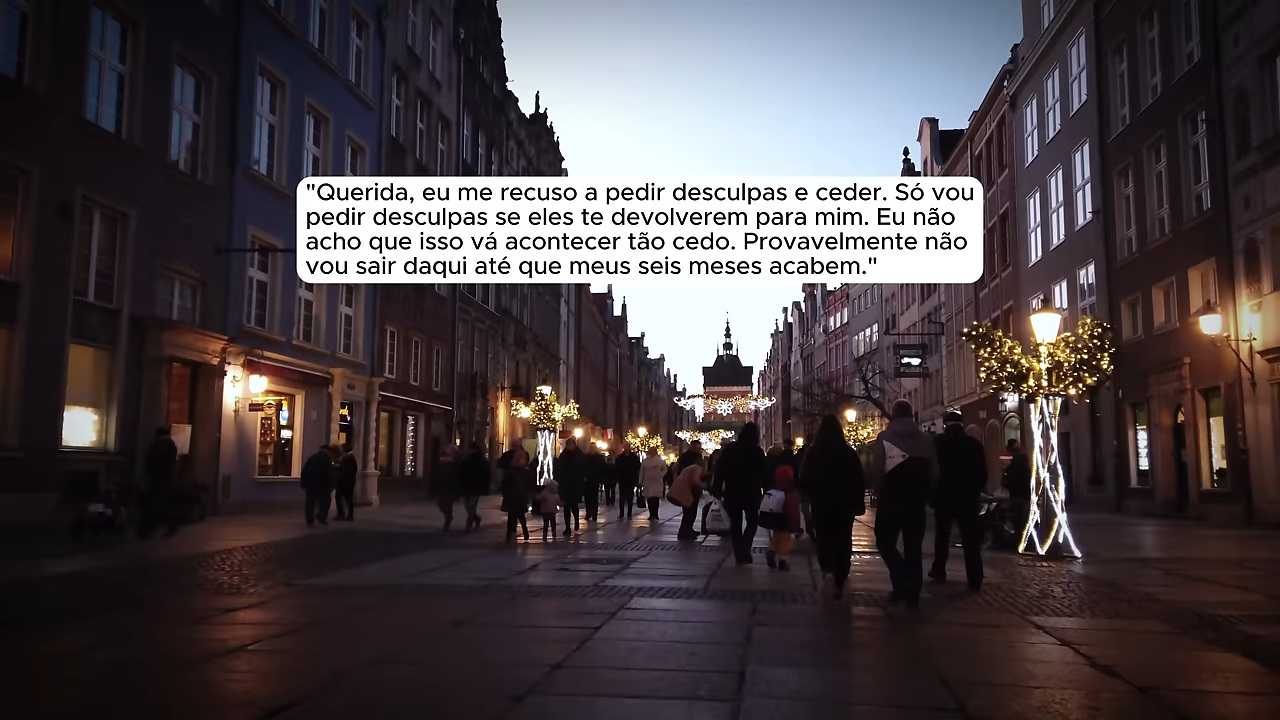 "Querida, eu me recuso a pedir desculpas e ceder. Só vou
pedir desculpas se eles te devolverem para mim. Eu não
acho que isso vá acontecer tão cedo. Provavelmente não
vou sair daqui até que meus seis meses acabem."